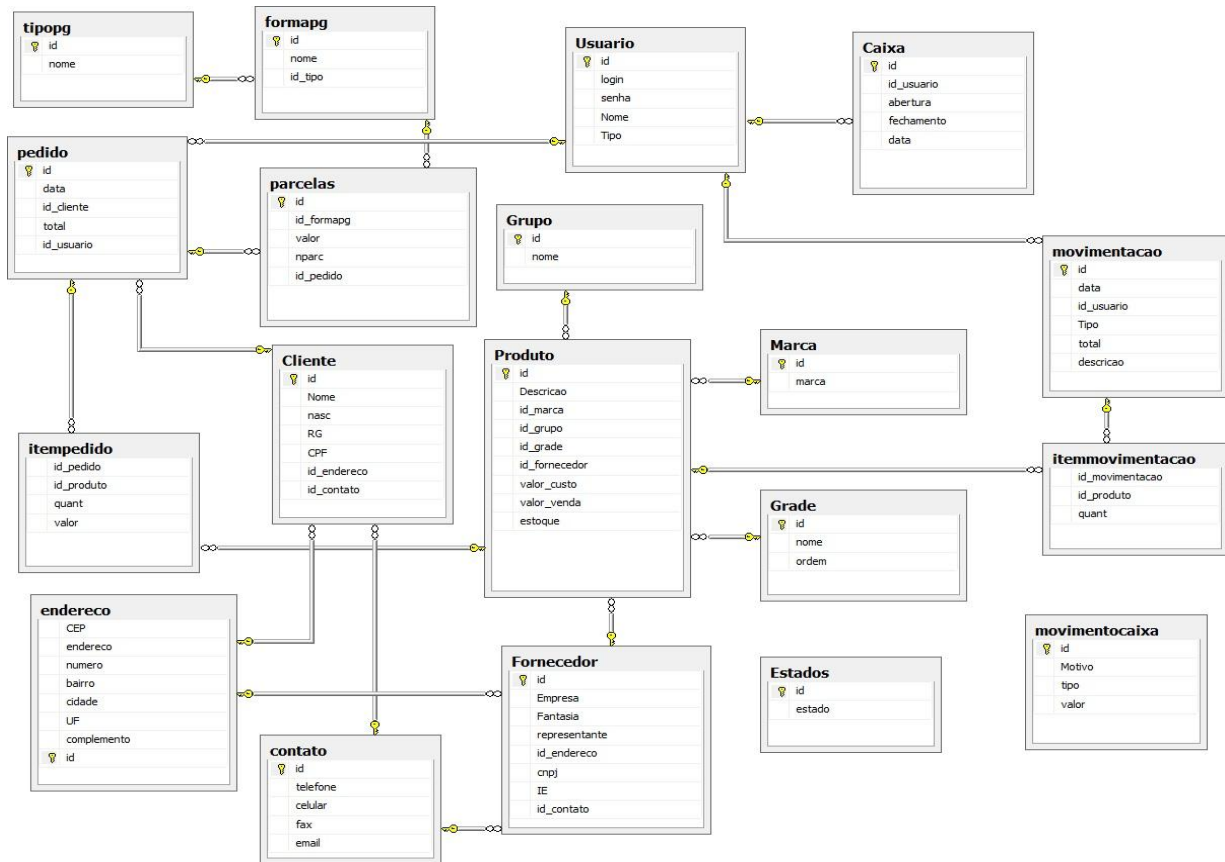 tipopg
id
nome
formapg
id
nome
id_tipo
Usuario
id
login
senha
Nome
Tipo
Caixa
id
id_usuario
abertura
fechamento
data
pedido
id
data
id_cliente
total
id_usuario
parcelas
id
id_formapg
valor
nparc
id_pedido
Grupo
id
nome
movimentacao
id
data
id_usuario
Tipo
total
descricao
Cliente
id
Nome
nasc
RG
CPF
id_endereco
id_contato
Produto
id
Descricao
id_marca
id_grupo
id_grade
id_fornecedor
valor_custo
valor_venda
estoque
Marca
id
marca
itempedido
id_pedido
id_produto
quant
valor
itemmovimentacao
id_movimentacao
id_produto
quant
Grade
id
nome
ordem
endereco
CEP
endereco
numero
bairro
cidade
UF
complemento
id
contato
id
telefone
celular
fax
email
Fornecedor
id
Empresa
Fantasia
representante
id_endereco
cnpj
IE
id_contato
Estados
id
estado
movimentocaixa
id
Motivo
tipo
valor